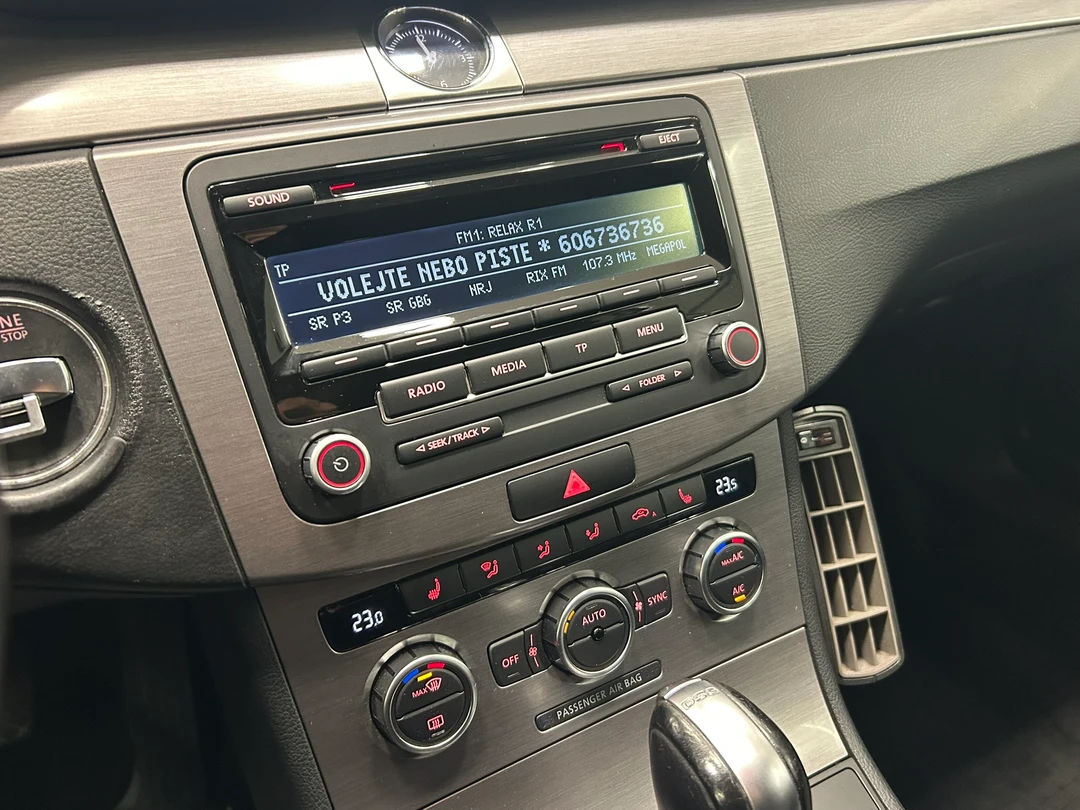 EJECT
SOUND
FM1: RELAX R1
TP
VOLEJTE NEBO PISTE * 606736736
SR P3 SR GBG NRJ RIX FM 107.3 MHz MEGAPOL
RADIO MEDIA TP MENU
SEEK/TRACK FOLDER
STOP
23.5
23.0
MAX A/C
A/C
AUTO
SYNC
OFF
MAX
PASSENGER AIR BAG
DSG